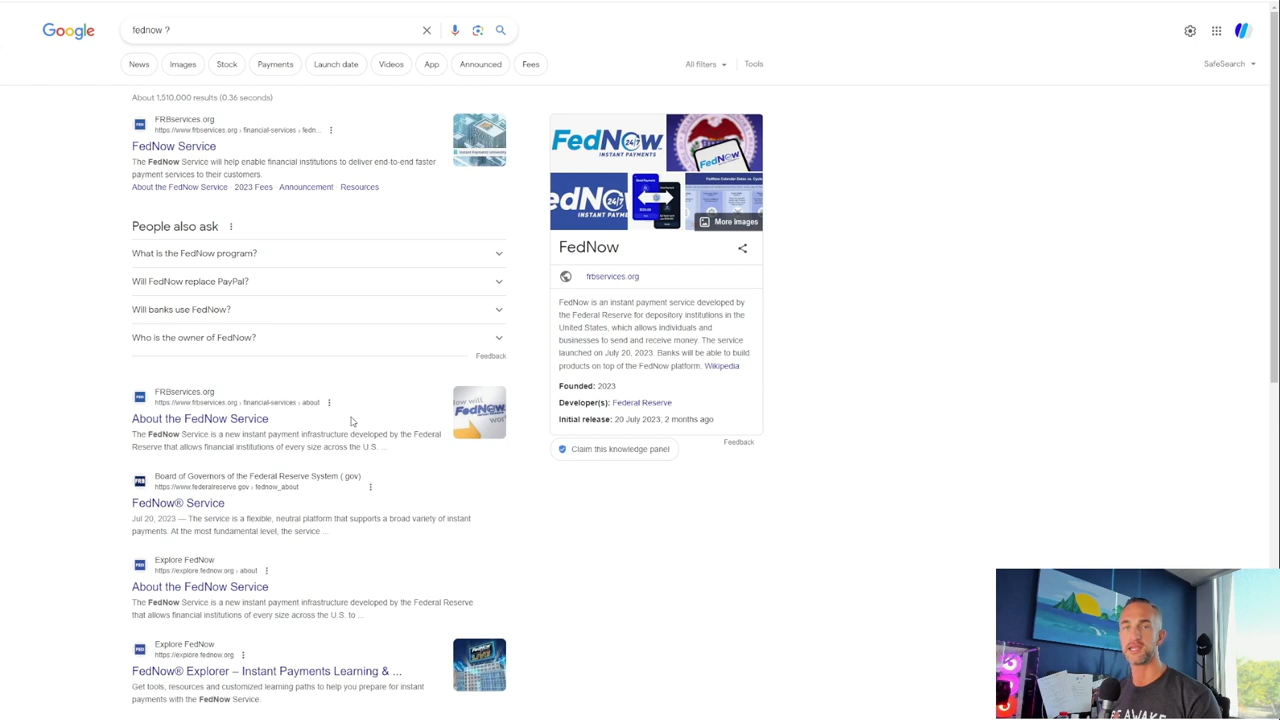 Google
fednow ?
News
Images
Stock
Payments
Launch date
Videos
App
Announced
Fees
All filters
Tools
SafeSearch
About 1,510,000 results (0.36 seconds)
FRBservices.org
https://www.frbservices.org › financial-services › fedn...
FedNow Service
The FedNow Service will help enable financial institutions to deliver end-to-end faster
payment services to their customers.
About the FedNow Service 2023 Fees Announcement Resources
People also ask
What is the FedNow program?
Will FedNow replace PayPal?
Will banks use FedNow?
Who is the owner of FedNow?
Feedback
FRBservices.org
https://www.frbservices.org › financial-services › about
About the FedNow Service
The FedNow Service is a new instant payment infrastructure developed by the Federal
Reserve that allows financial institutions of every size across the U.S. ...
ow will
FedNow
wor
Board of Governors of the Federal Reserve System (.gov)
https://www.federalreserve.gov › fednow_about
FedNow® Service
Jul 20, 2023 — The service is a flexible, neutral platform that supports a broad variety of instant
payments. At the most fundamental level, the service ...
Explore FedNow
https://explore.fednow.org › about
About the FedNow Service
The FedNow Service is a new instant payment infrastructure developed by the Federal Reserve
that allows financial institutions of every size across the U.S. to ...
Explore FedNow
https://explore.fednow.org
FedNow® Explorer – Instant Payments Learning & ...
Get tools, resources and customized learning paths to help you prepare for instant
payments with the FedNow Service.
FedNow 24/7
INSTANT PAYMENTS
FedNow
edNo 24/7
INSTANT PAYMEN
More images
FedNow
frbservices.org
FedNow is an instant payment service developed by
the Federal Reserve for depository institutions in the
United States, which allows individuals and
businesses to send and receive money. The service
launched on July 20, 2023. Banks will be able to build
products on top of the FedNow platform. Wikipedia
Founded: 2023
Developer(s): Federal Reserve
Initial release: 20 July 2023, 2 months ago
Feedback
Claim this knowledge panel
E AWAKE